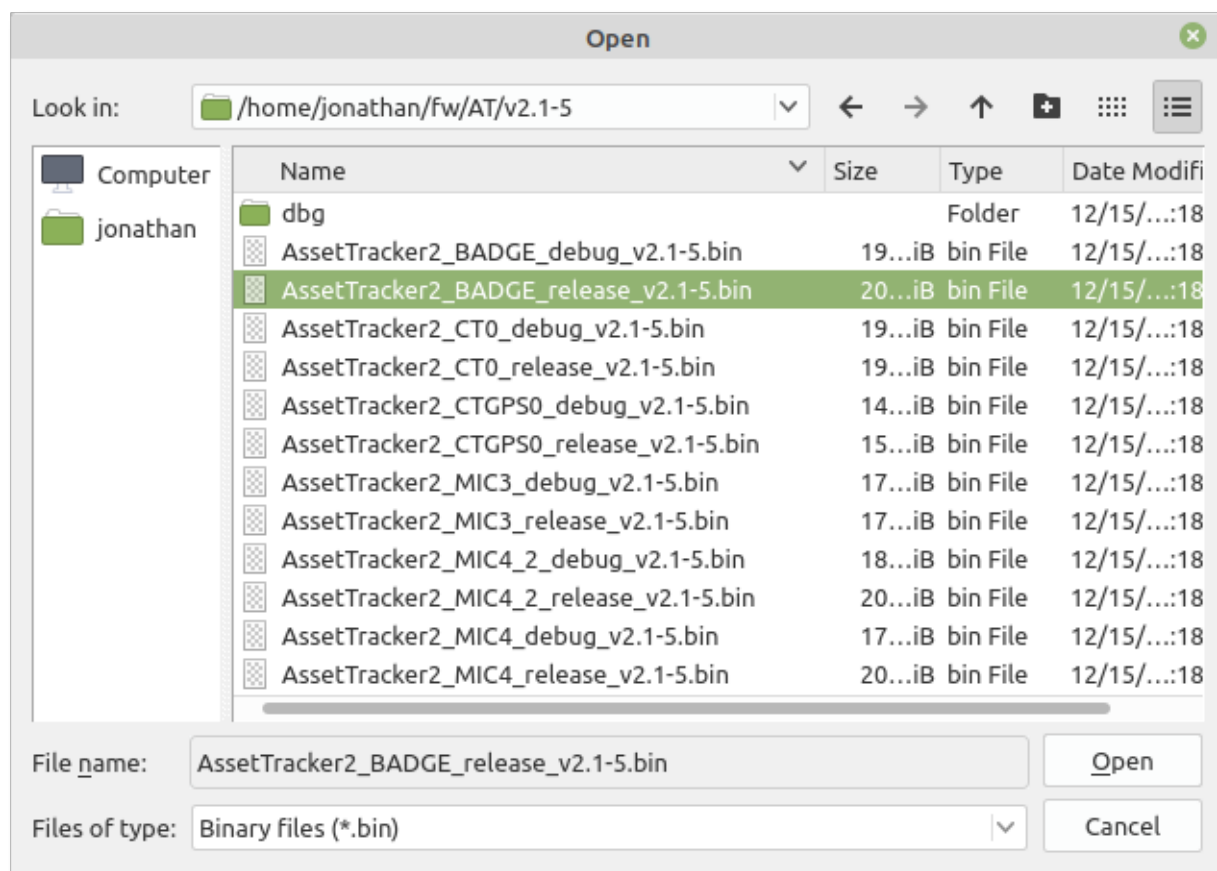 Open
Look in: /home/jonathan/fw/AT/v2.1-5
Computer
jonathan
Name Size Type Date Modifi
dbg Folder 12/15/…:18
AssetTracker2_BADGE_debug_v2.1-5.bin 19…iB bin File 12/15/…:18
AssetTracker2_BADGE_release_v2.1-5.bin 20…iB bin File 12/15/…:18
AssetTracker2_CT0_debug_v2.1-5.bin 19…iB bin File 12/15/…:18
AssetTracker2_CT0_release_v2.1-5.bin 19…iB bin File 12/15/…:18
AssetTracker2_CTGPS0_debug_v2.1-5.bin 14…iB bin File 12/15/…:18
AssetTracker2_CTGPS0_release_v2.1-5.bin 15…iB bin File 12/15/…:18
AssetTracker2_MIC3_debug_v2.1-5.bin 17…iB bin File 12/15/…:18
AssetTracker2_MIC3_release_v2.1-5.bin 17…iB bin File 12/15/…:18
AssetTracker2_MIC4_2_debug_v2.1-5.bin 18…iB bin File 12/15/…:18
AssetTracker2_MIC4_2_release_v2.1-5.bin 20…iB bin File 12/15/…:18
AssetTracker2_MIC4_debug_v2.1-5.bin 17…iB bin File 12/15/…:18
AssetTracker2_MIC4_release_v2.1-5.bin 20…iB bin File 12/15/…:18
File name: AssetTracker2_BADGE_release_v2.1-5.bin Open
Files of type: Binary files (*.bin) Cancel